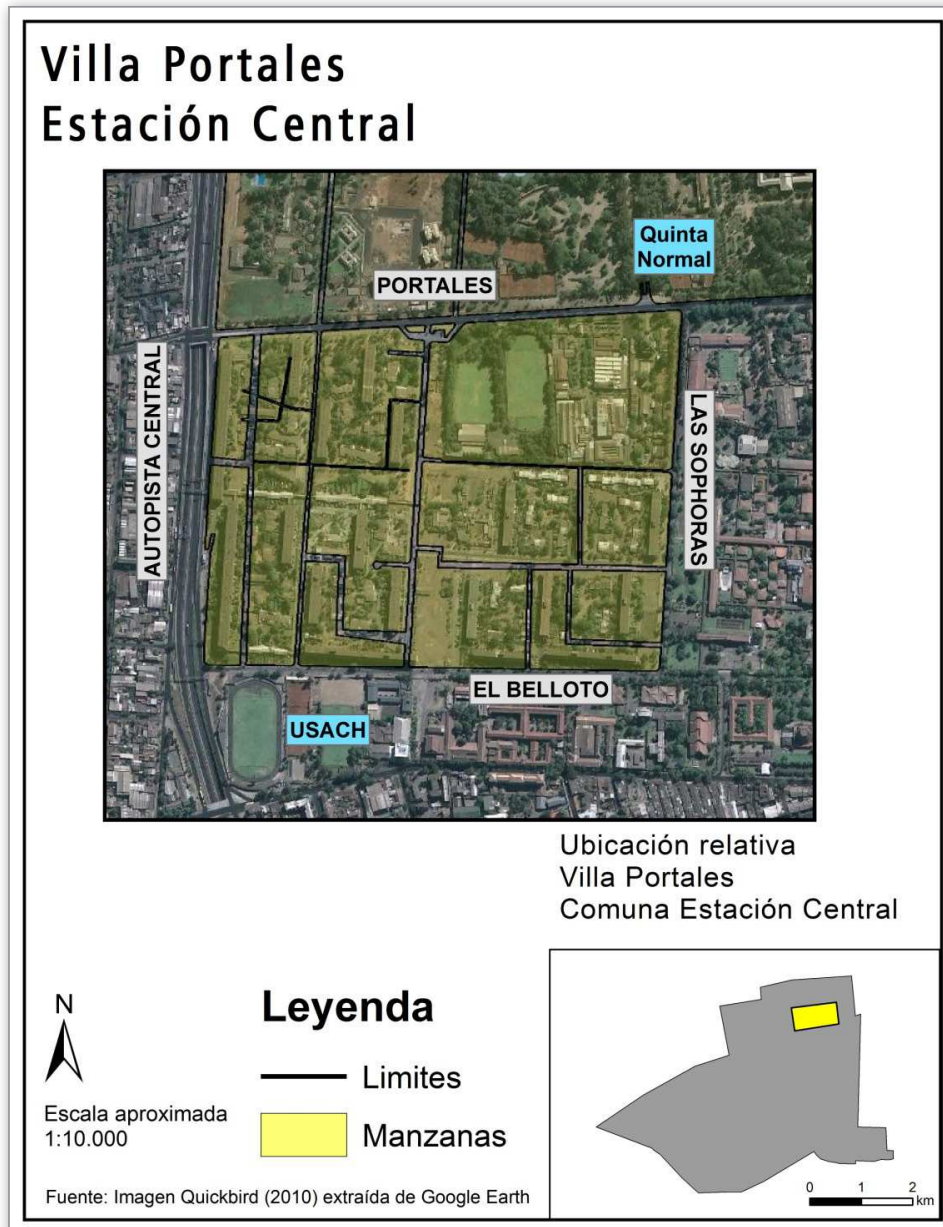 Villa Portales
Estación Central
Quinta
Normal
PORTALES
AUTOPISTA CENTRAL
LAS SOPHORAS
EL BELLOTO
USACH
Ubicación relativa
Villa Portales
Comuna Estación Central
N
Leyenda
Limites
Manzanas
Escala aproximada
1:10.000
Fuente: Imagen Quickbird (2010) extraída de Google Earth
0 1 2
km